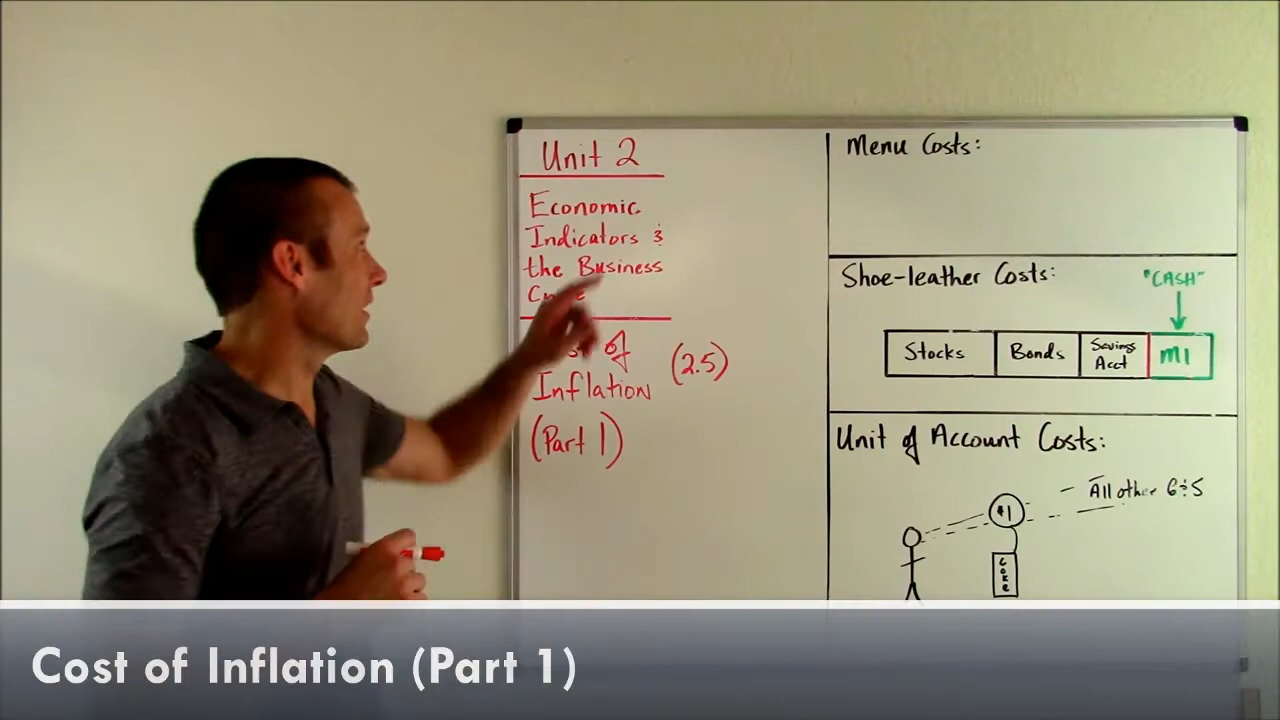 Unit 2
Economic
Indicators &
the Business
of
Inflation (2.5)
(Part 1)
Menu Costs:
Shoe-leather Costs:
"CASH"
Stocks
Bonds
Savings
Acct
M1
Unit of Account Costs:
All other G&S
$1
COKE
Cost of Inflation (Part 1)